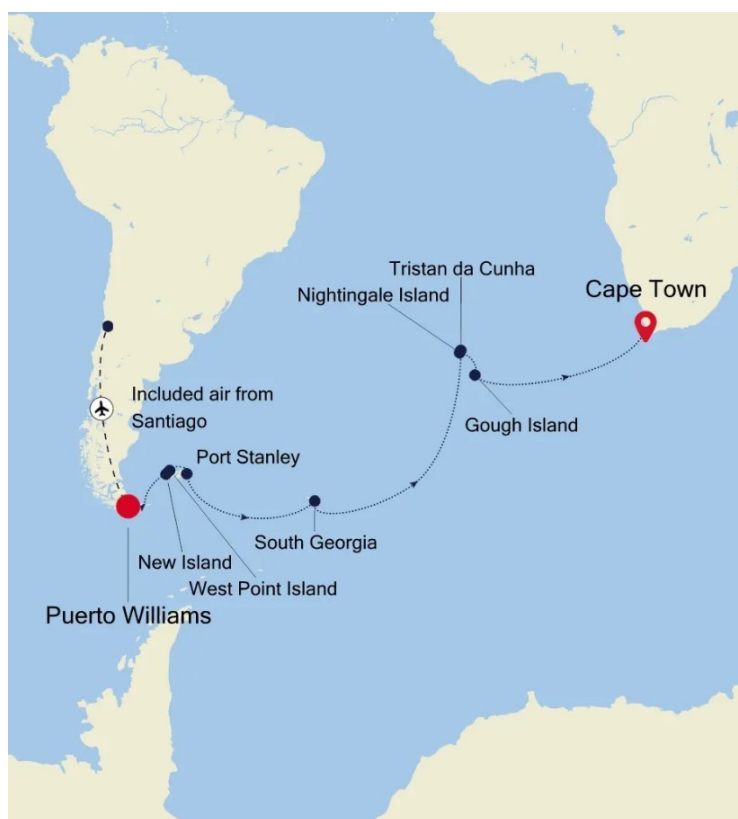 Tristan da Cunha
Nightingale Island
Cape Town
Included air from
Santiago
Gough Island
Port Stanley
South Georgia
New Island
West Point Island
Puerto Williams